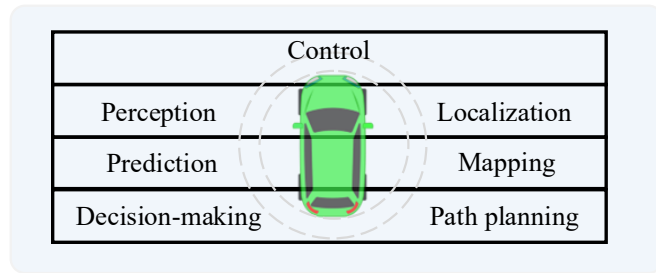 Control
Perception Localization
Prediction Mapping
Decision-making Path planning